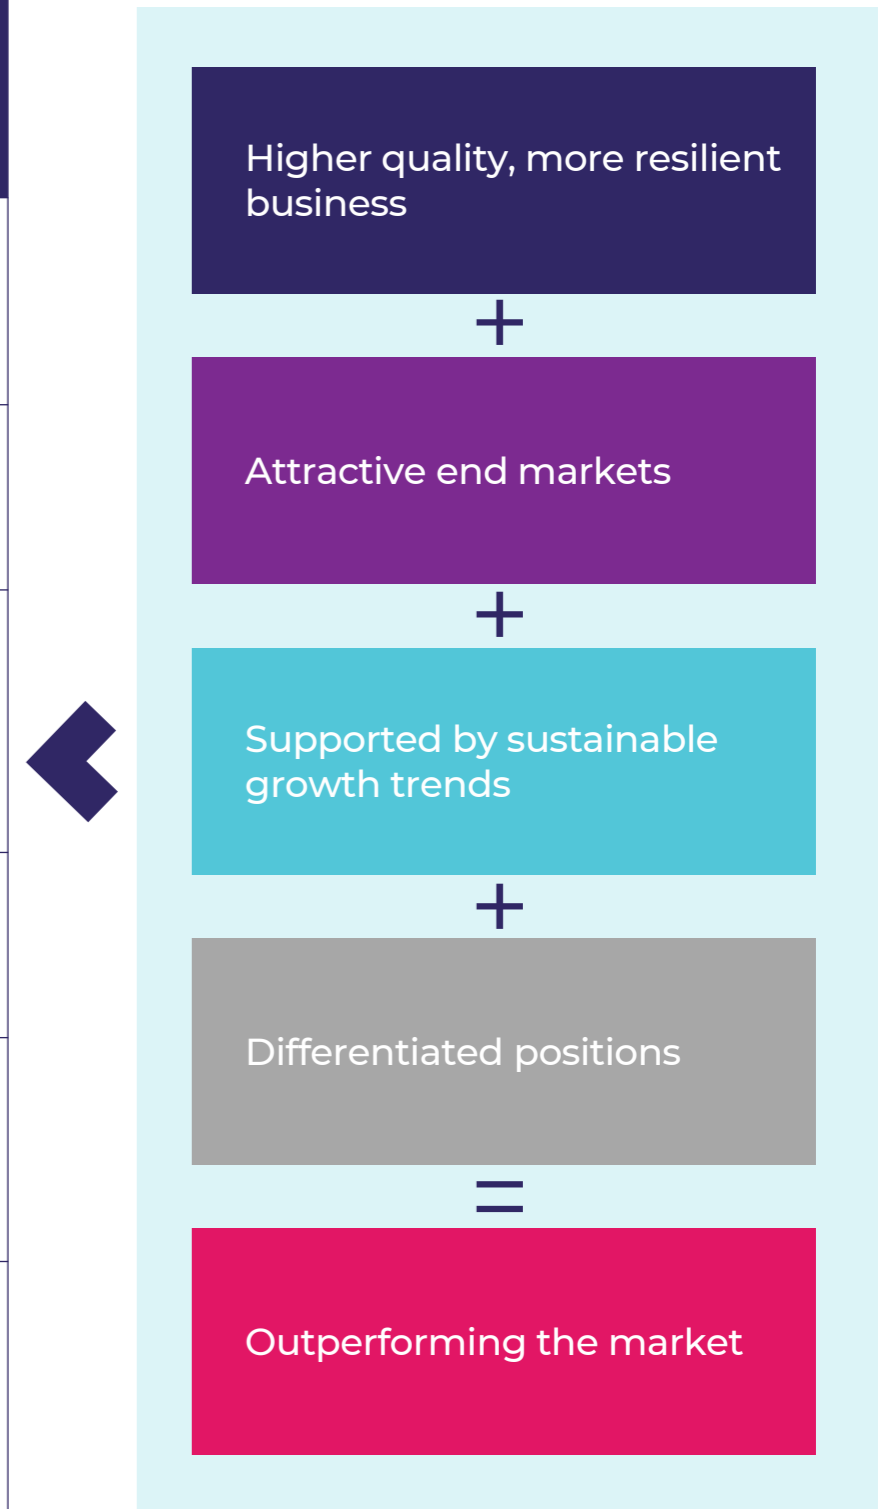 Higher quality, more resilient
business
+
Attractive end markets
+
Supported by sustainable
growth trends
+
Differentiated positions
=
Outperforming the market